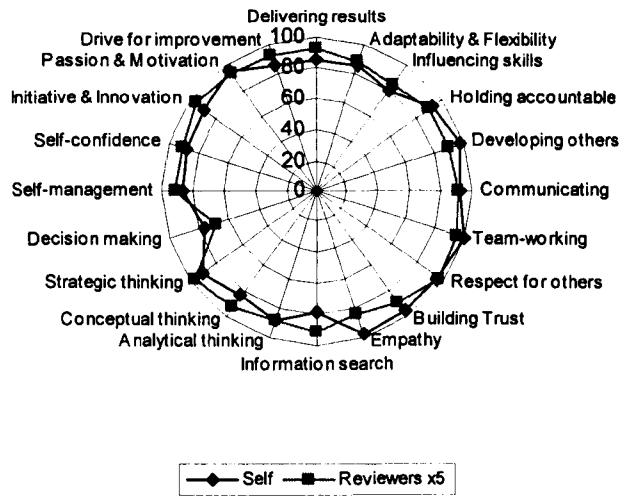 Delivering results
100
Drive for improvement
Adaptability & Flexibility
Passion & Motivation
80
Influencing skills
Initiative & Innovation
60
Holding accountable
40
Self-confidence
Developing others
20
Self-management
0
Communicating
Decision making
Team-working
Strategic thinking
Respect for others
Conceptual thinking
Building Trust
Analytical thinking
Empathy
Information search
Self
Reviewers x5